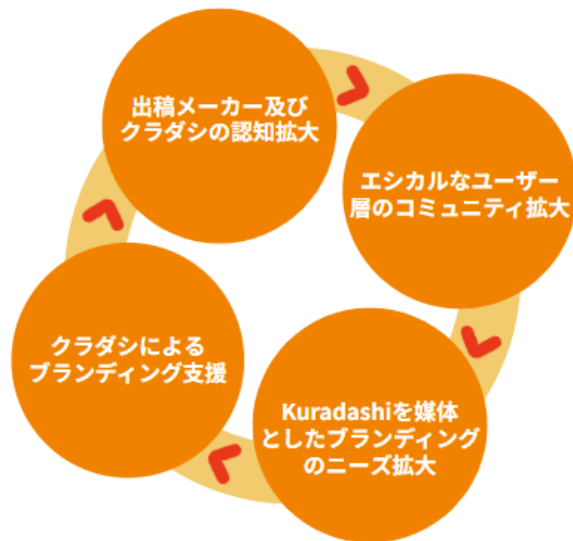 出稿メーカー及び
クラダシの認知拡大
エシカルなユーザー
層のコミュニティ拡大
Kuradashiを媒体
としたブランディング
のニーズ拡大
クラダシによる
ブランディング支援